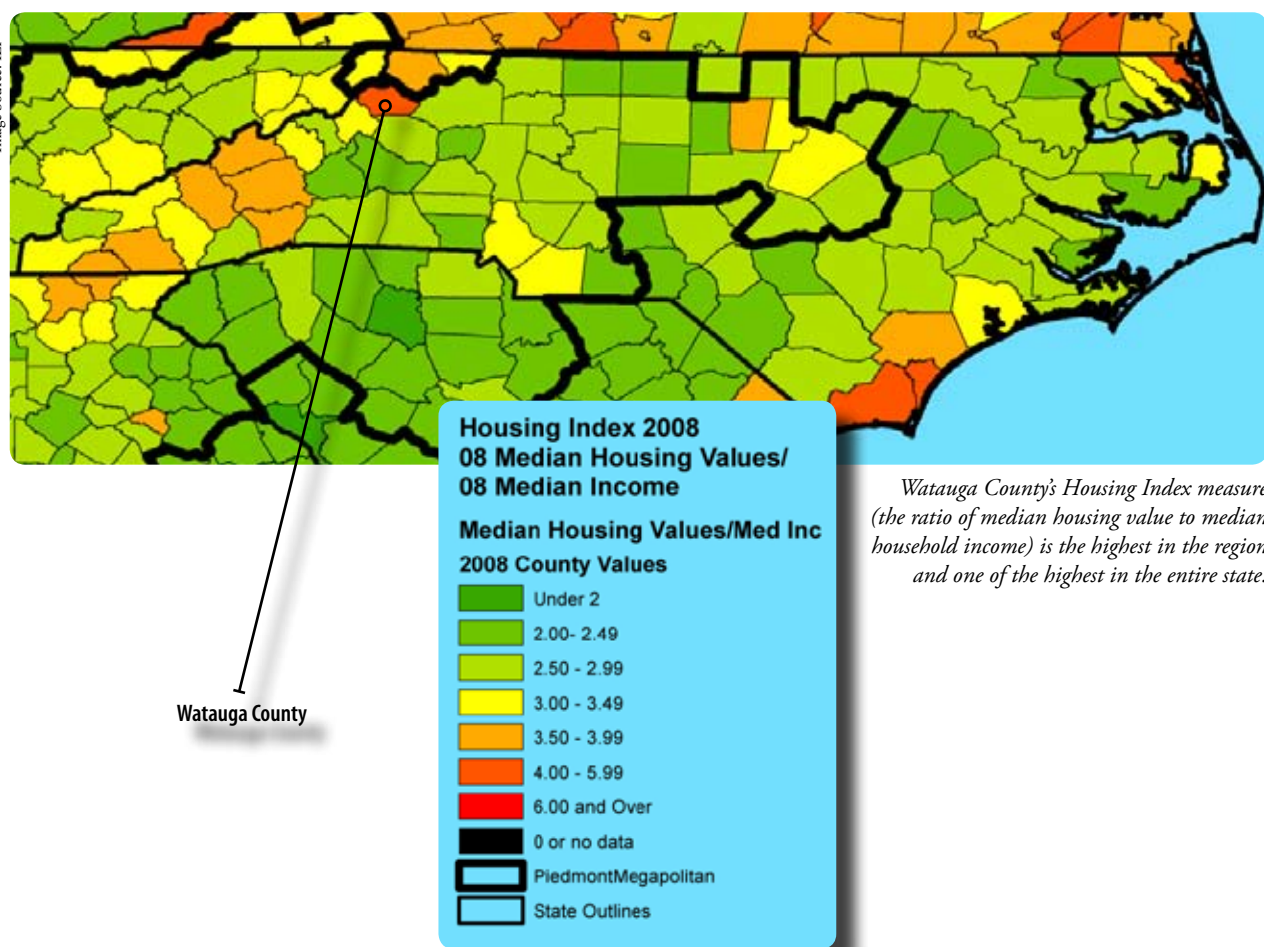 Housing Index 2008
08 Median Housing Values/
08 Median Income
Median Housing Values/Med Inc
2008 County Values
Under 2
2.00- 2.49
2.50 - 2.99
3.00 - 3.49
3.50 - 3.99
4.00 - 5.99
6.00 and Over
0 or no data
PiedmontMegapolitan
State Outlines
Watauga County's Housing Index measure
(the ratio of median housing value to median
household income) is the highest in the region
and one of the highest in the entire state.
Watauga County